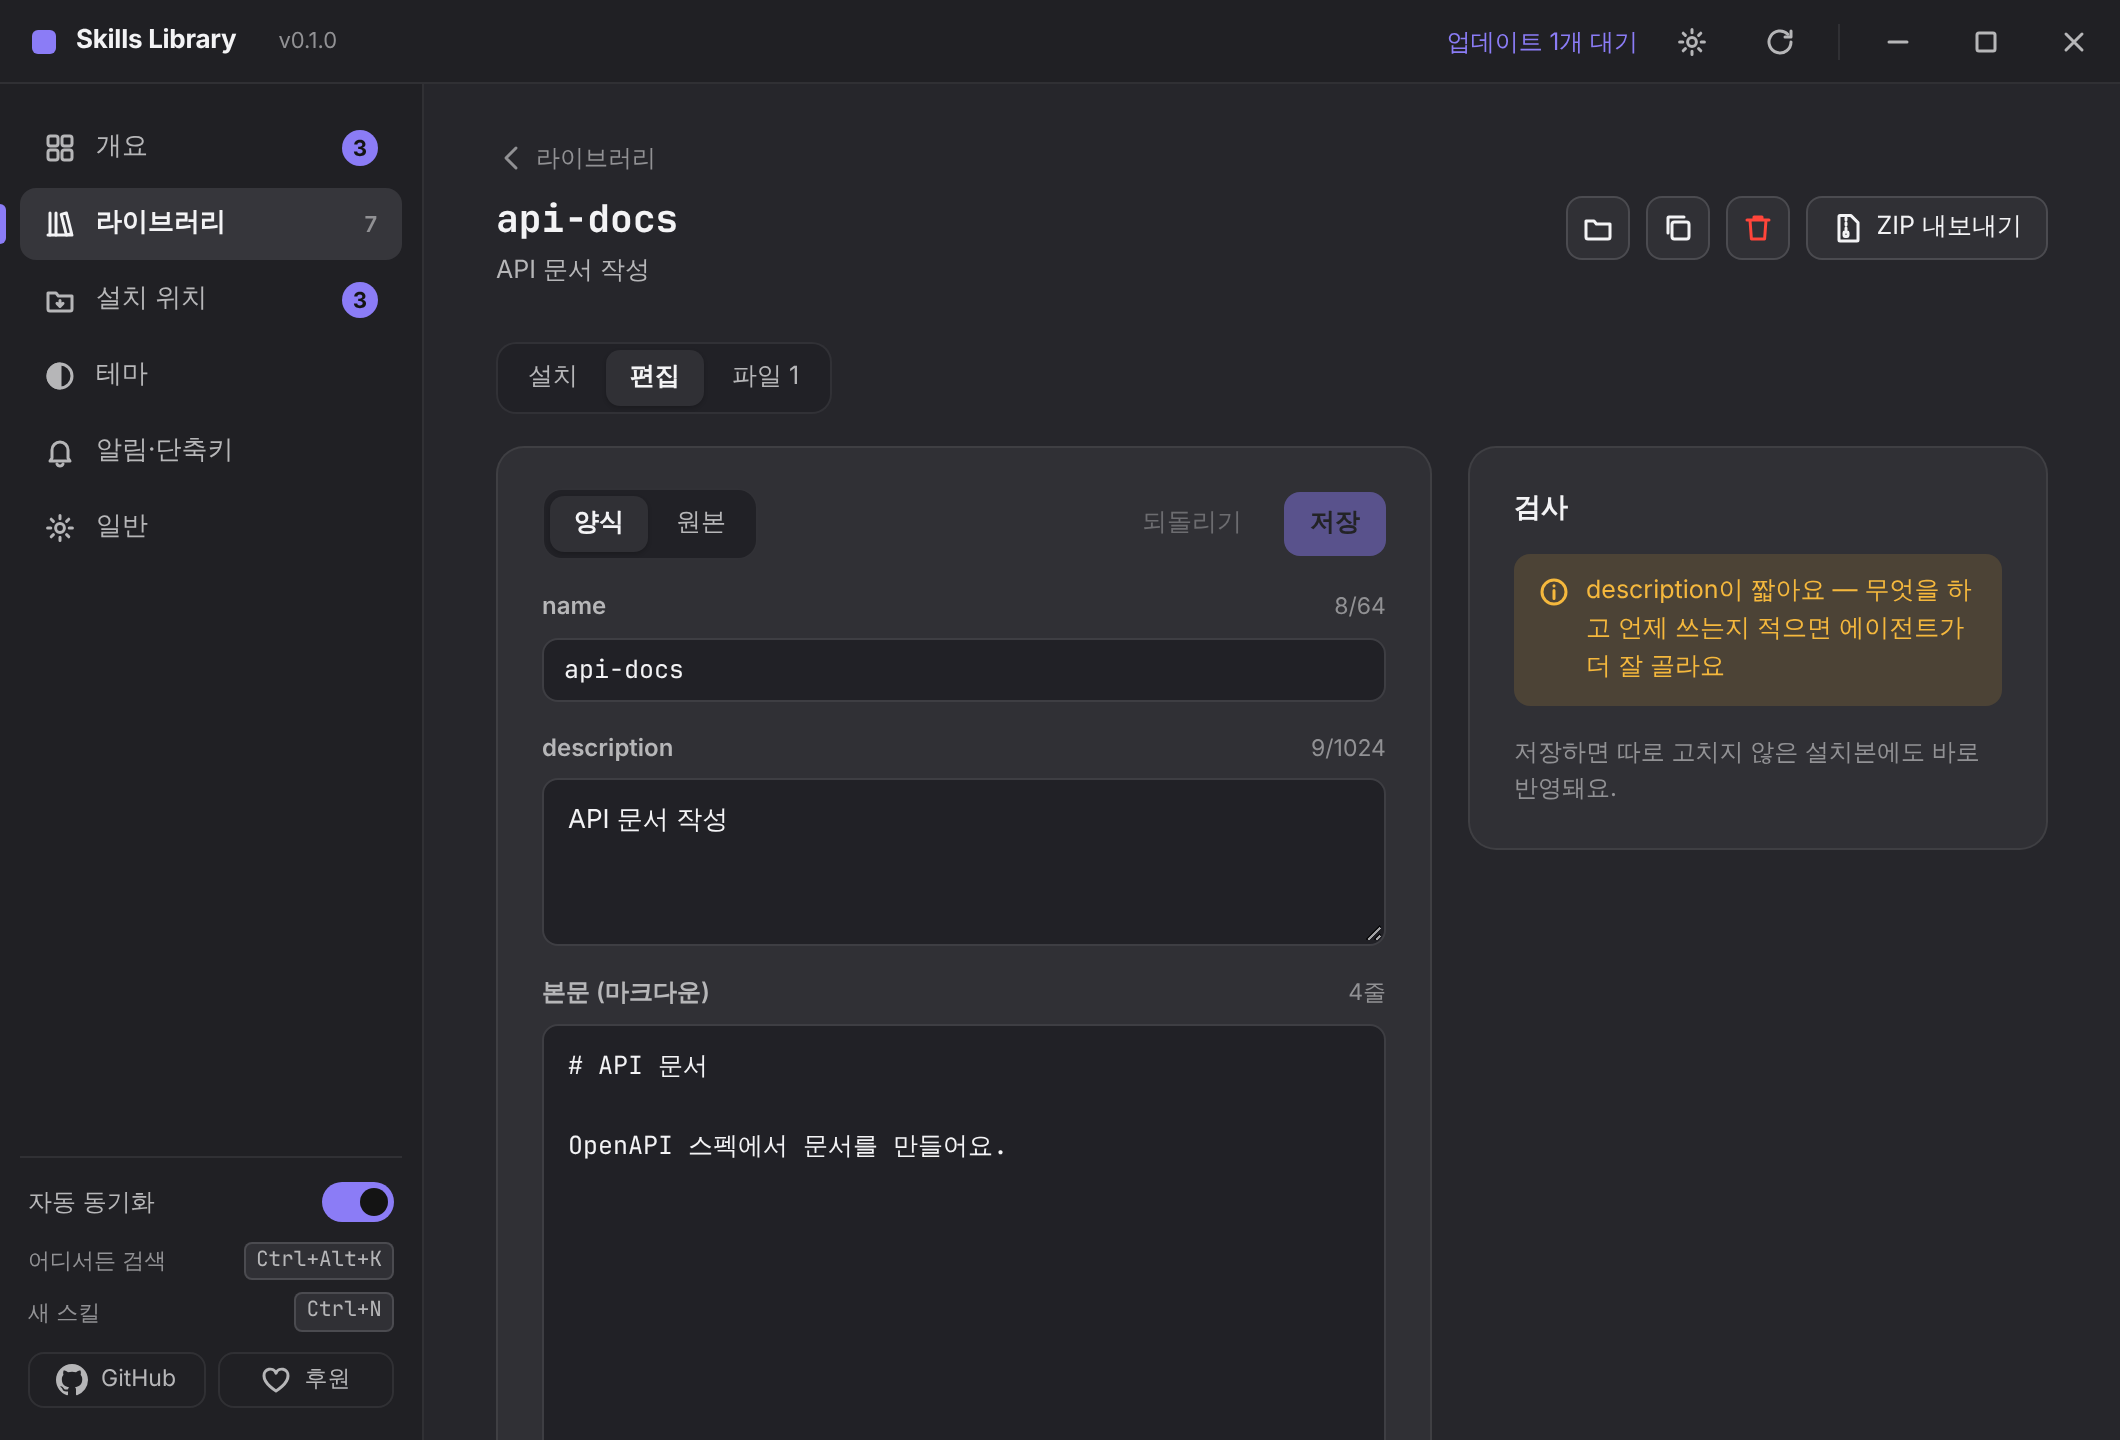 Skills Library v0.1.0 업데이트 1개 대기
개요 3
라이브러리 7
설치 위치 3
테마
알림·단축키
일반
자동 동기화
어디서든 검색 Ctrl+Alt+K
새 스킬 Ctrl+N
GitHub 후원
라이브러리
api-docs
API 문서 작성
ZIP 내보내기
설치 편집 파일 1
양식 원본 되돌리기 저장
name 8/64
api-docs
description 9/1024
API 문서 작성
본문 (마크다운) 4줄
# API 문서
OpenAPI 스펙에서 문서를 만들어요.
검사
description이 짧아요 — 무엇을 하
고 언제 쓰는지 적으면 에이전트가
더 잘 골라요
저장하면 따로 고치지 않은 설치본에도 바로
반영돼요.